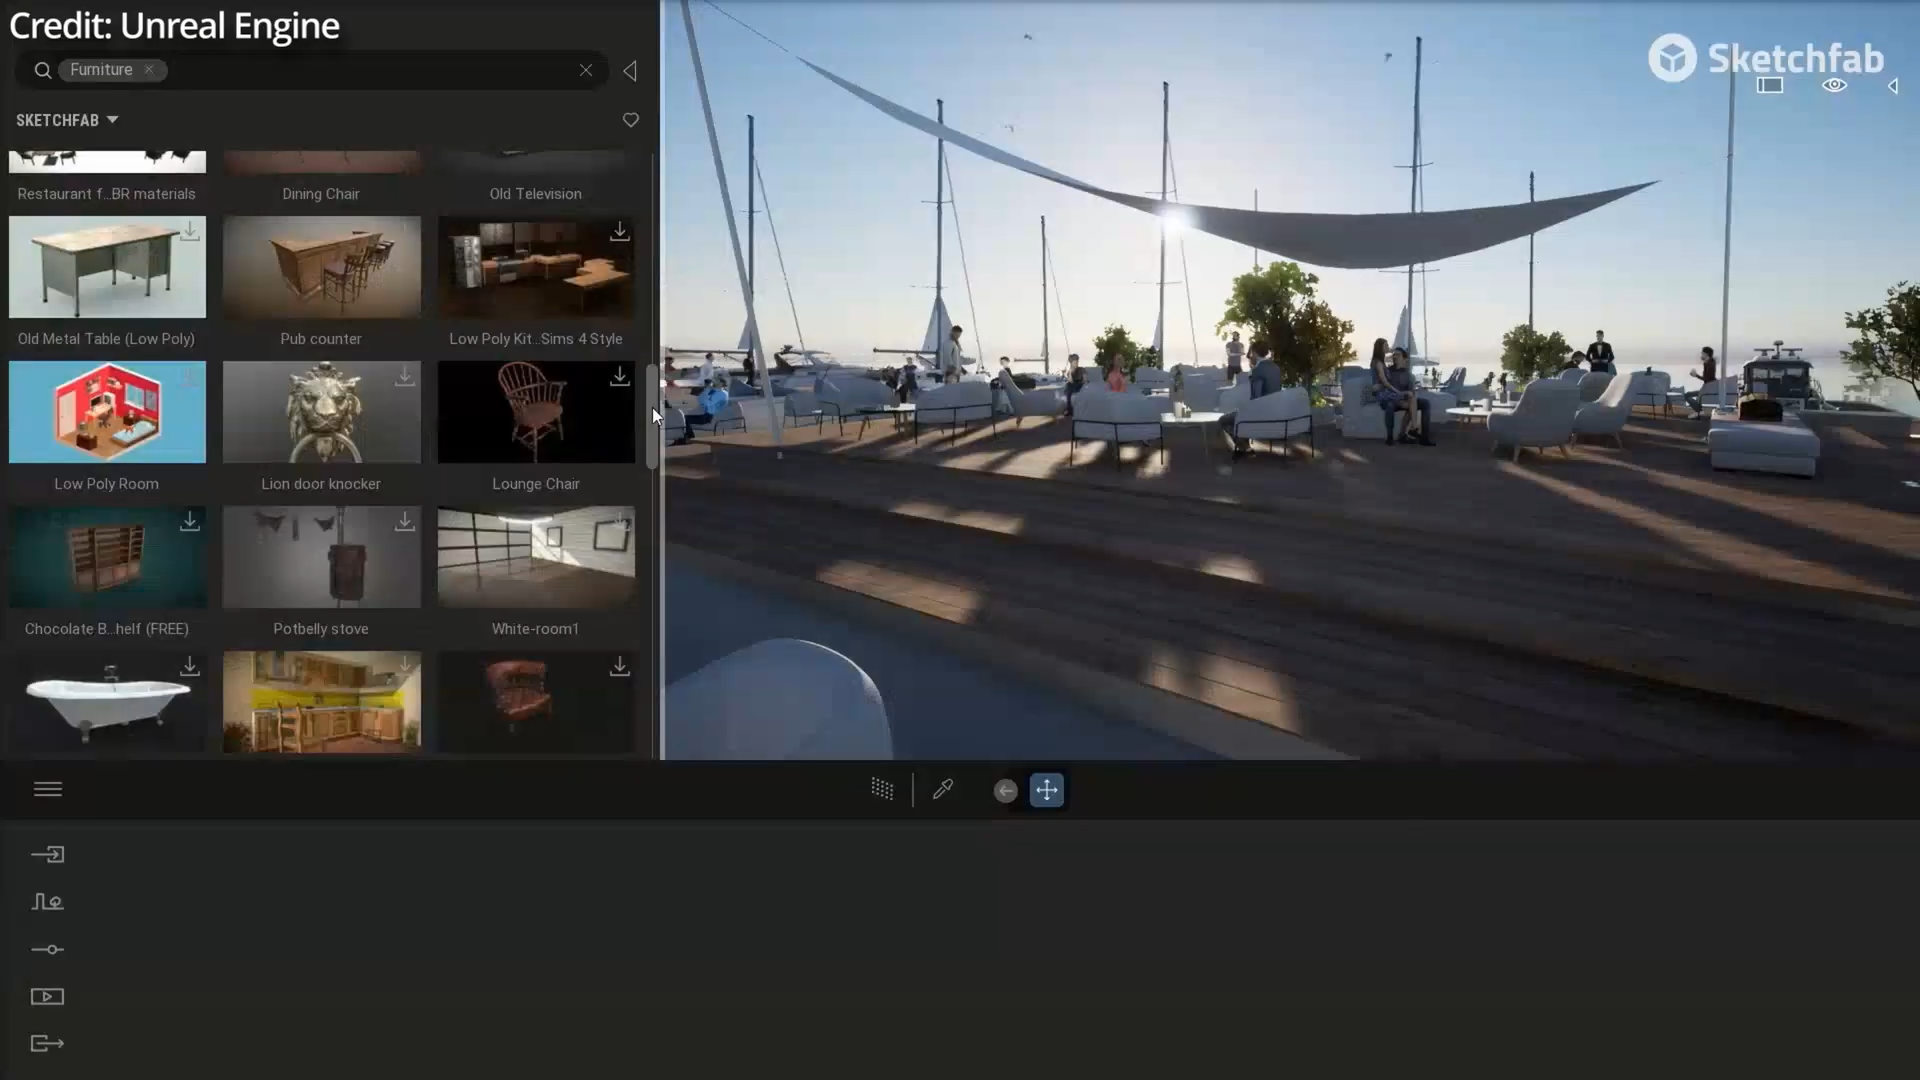 Credit: Unreal Engine
Furniture
SKETCHFAB
Sketchfab
Restaurant f...BR materials
Dining Chair
Old Television
Old Metal Table (Low Poly)
Pub counter
Low Poly Kit...Sims 4 Style
Low Poly Room
Lion door knocker
Lounge Chair
Chocolate B...helf (FREE)
Potbelly stove
White-room1